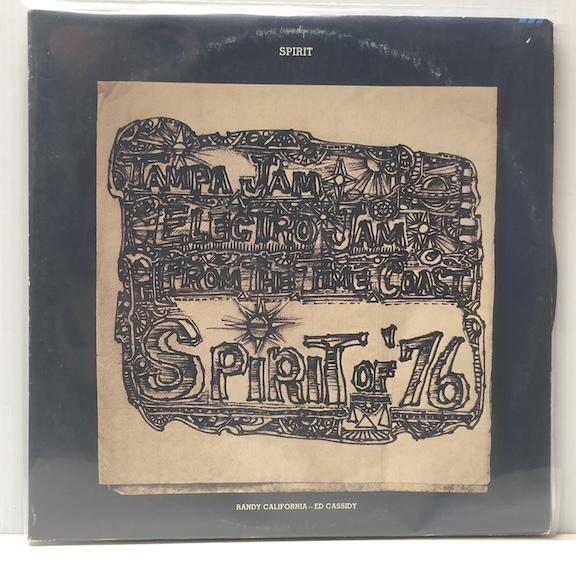 SPIRIT
TAMPA JAM
ELECTRO JAM
FROM THE TIME COAST
SPIRIT OF '76
RANDY CALIFORNIA – ED CASSIDY